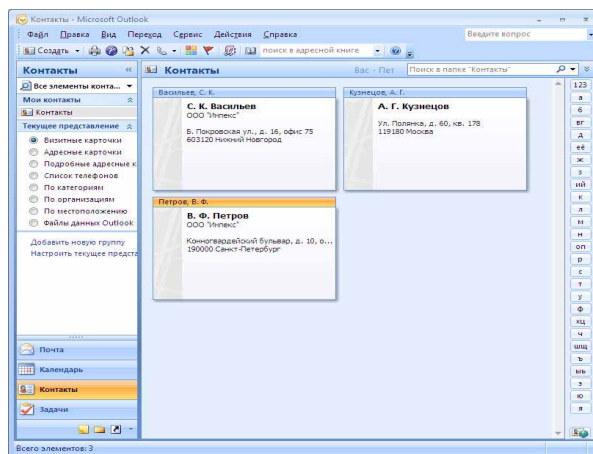 Контакты - Microsoft Outlook
Файл Правка Вид Переход Сервис Действия Справка
Введите вопрос
Создать
поиск в адресной книге
Контакты
Все элементы конта...
Мои контакты
Контакты
Текущее представление
Визитные карточки
Адресные карточки
Подробные адресные к
Список телефонов
По категориям
По организациям
По местоположению
Файлы данных Outlook
Добавить новую группу
Настроить текущее предста
Почта
Календарь
Контакты
Задачи
Контакты
Вас - Пет
Поиск в папке "Контакты"
Васильев, С. К.
С. К. Васильев
ООО "Инпекс"
Б. Покровская ул., д. 16, офис 75
603120 Нижний Новгород
Кузнецов, А. Г.
А. Г. Кузнецов
Ул. Полянка, д. 60, кв. 178
119180 Москва
Петров, В. Ф.
В. Ф. Петров
ООО "Инпекс"
Конногвардейский бульвар, д. 10, о...
190000 Санкт-Петербург
123
а
б
вг
д
её
ж
з
ий
к
л
м
н
оп
р
с
т
у
ф
хц
ч
шщ
ъ
ыь
э
ю
я
Всего элементов: 3